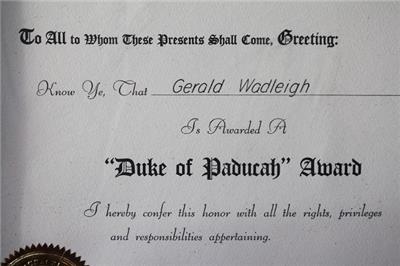 To All to Whom These Presents Shall Come, Greeting:
Know Ye, That Gerald Wadleigh
Is Awarded A
"Duke of Paducah" Award
I hereby confer this honor with all the rights, privileges
and responsibilities appertaining.